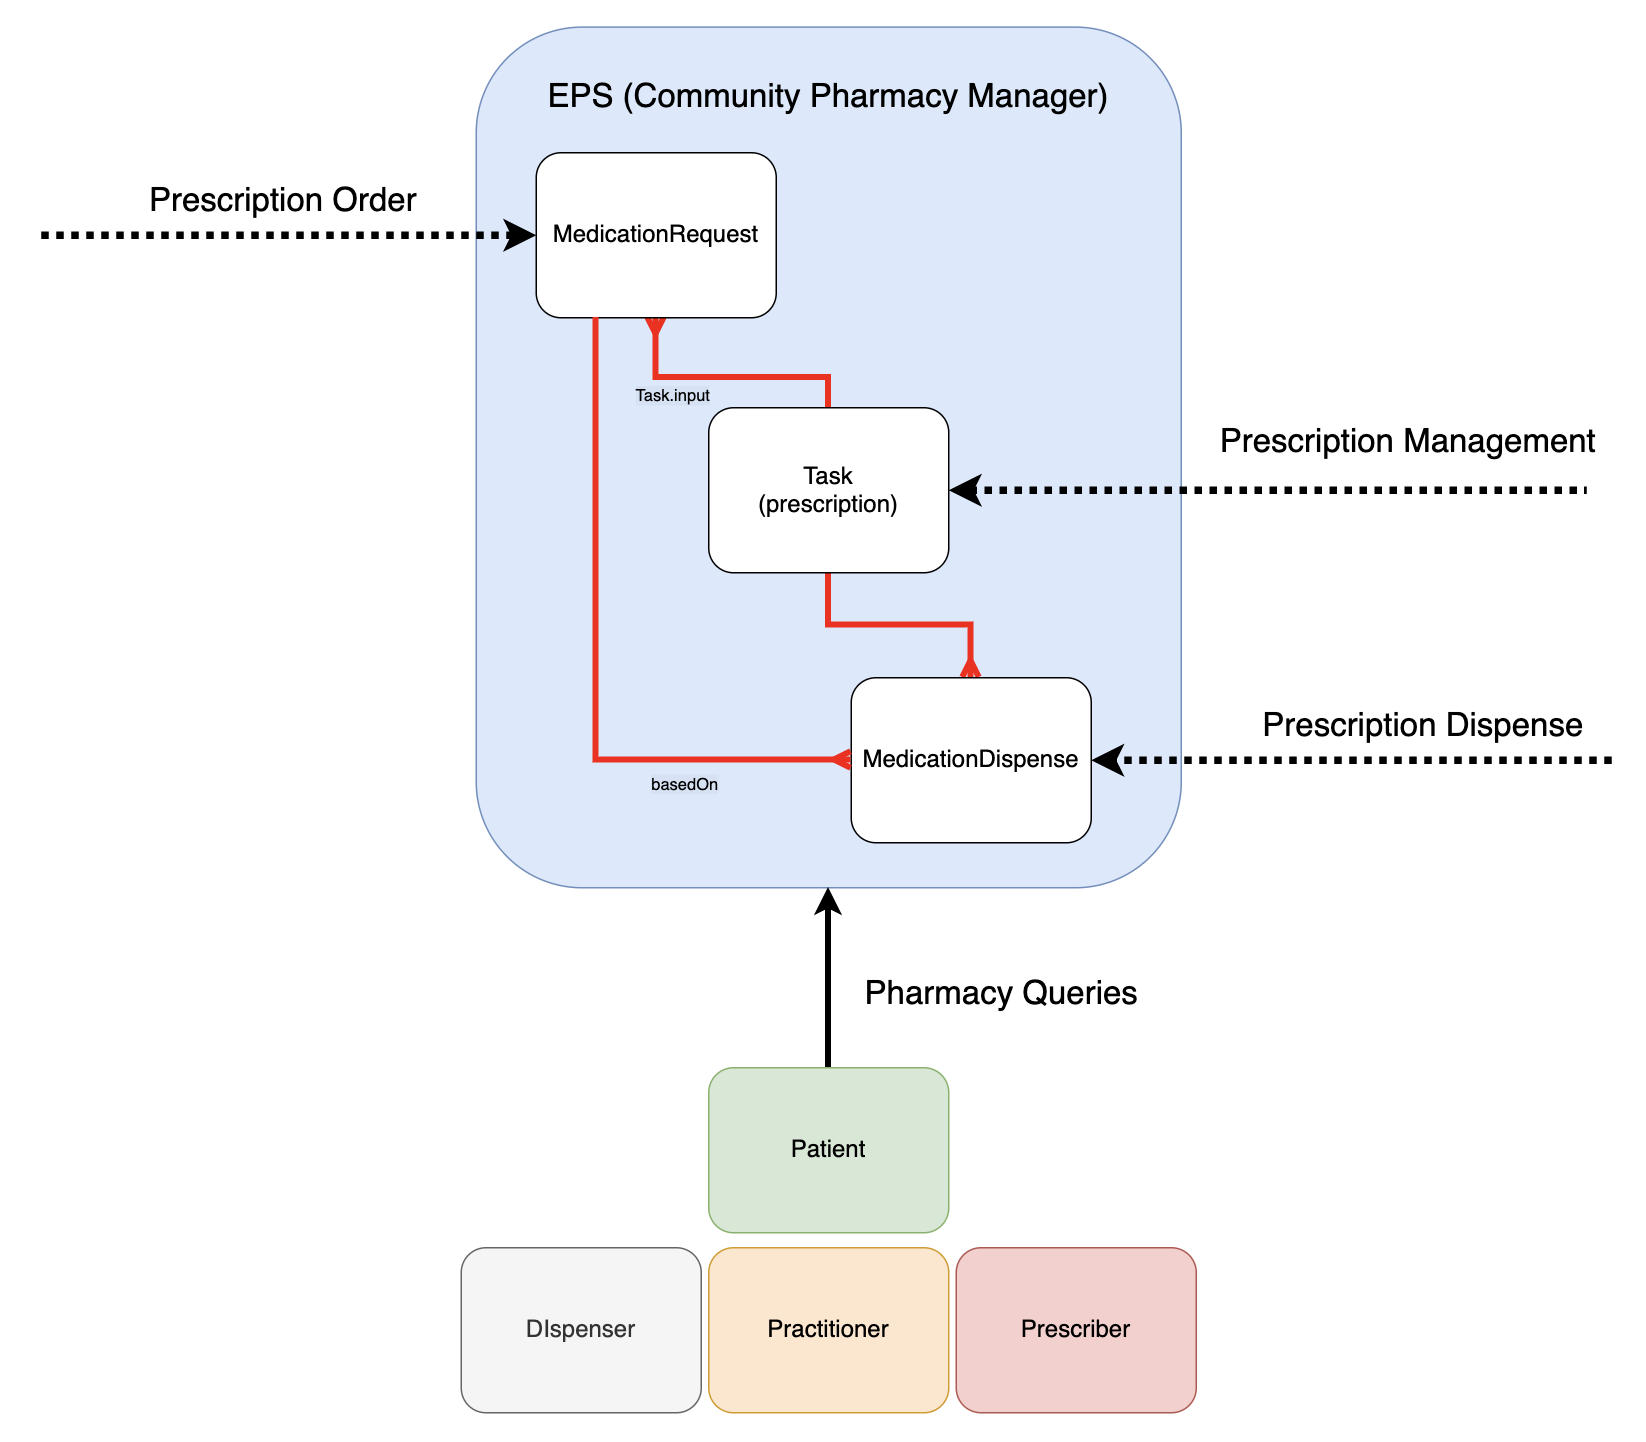 EPS (Community Pharmacy Manager)
Prescription Order
MedicationRequest
Task.input
Prescription Management
Task
(prescription)
Prescription Dispense
MedicationDispense
basedOn
Pharmacy Queries
Patient
DIspenser
Practitioner
Prescriber